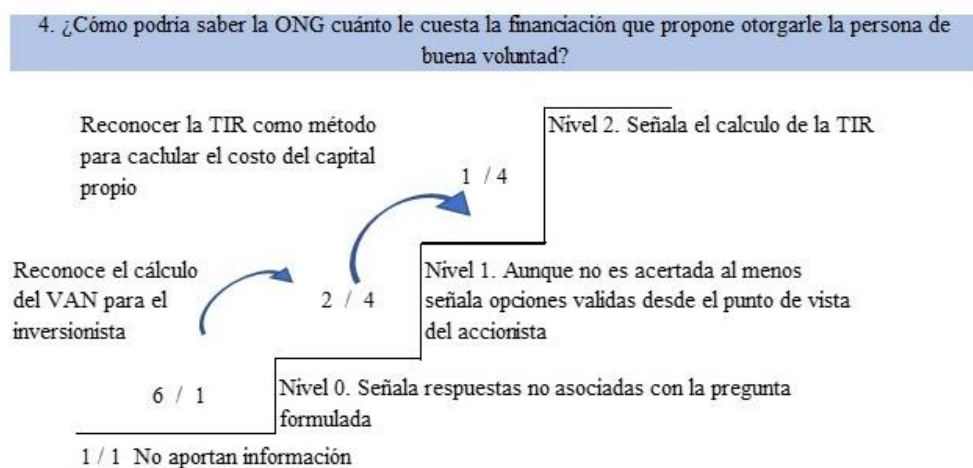 4. ¿Cómo podría saber la ONG cuánto le cuesta la financiación que propone otorgarle la persona de
buena voluntad?
Reconocer la TIR como método
para caclular el costo del capital
propio
Nivel 2. Señala el calculo de la TIR
1 / 4
Reconoce el cálculo
del VAN para el
inversionista
2 / 4
Nivel 1. Aunque no es acertada al menos
señala opciones validas desde el punto de vista
del accionista
6 / 1
Nivel 0. Señala respuestas no asociadas con la pregunta
formulada
1 / 1 No aportan información